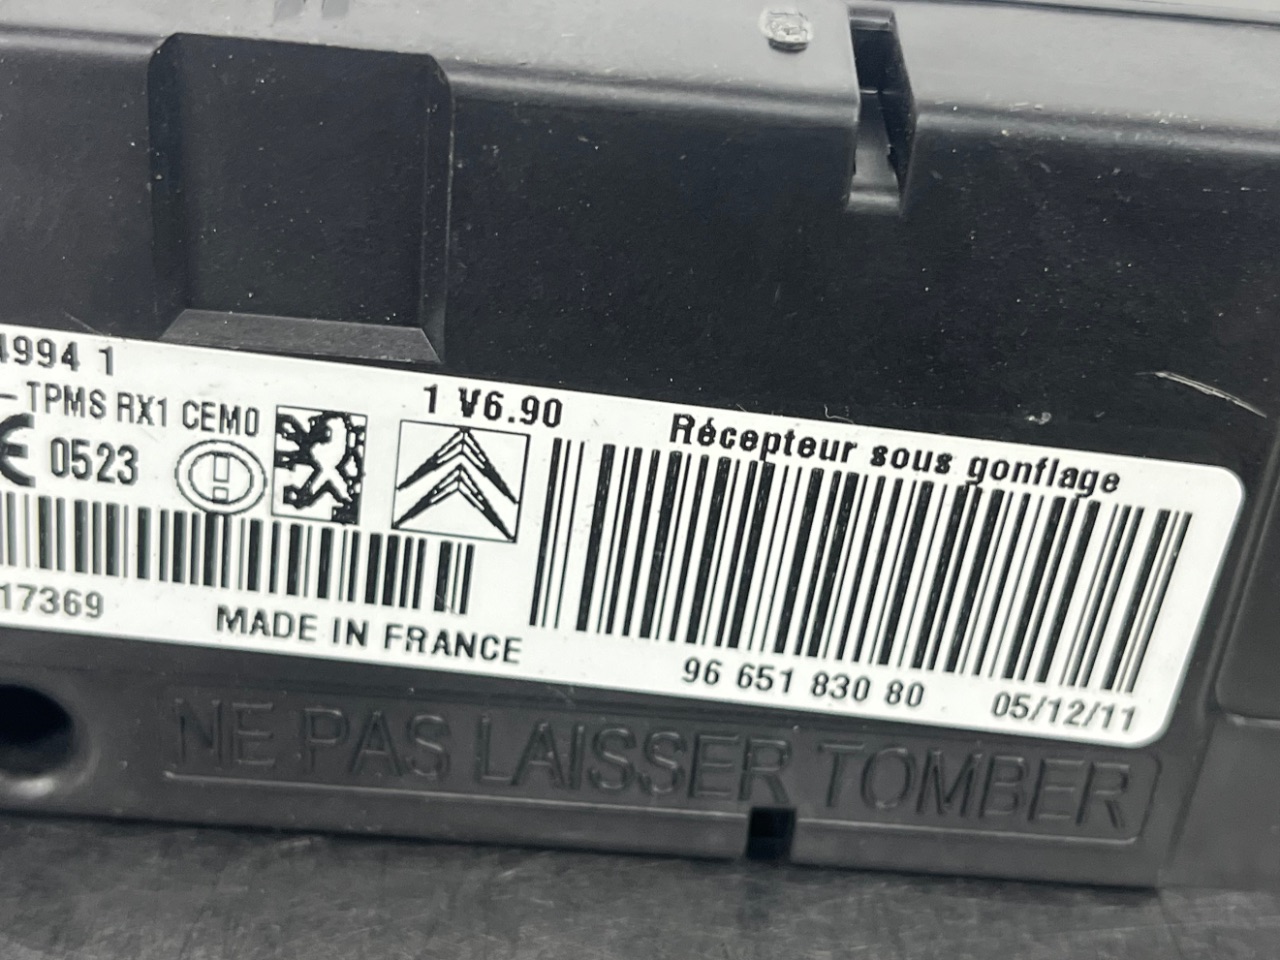 4994 1
- TPMS RX1 CEM0
1 V6.90
Récepteur sous gonflage
CE 0523
17369
MADE IN FRANCE
96 651 830 80
05/12/11
NE PAS LAISSER TOMBER